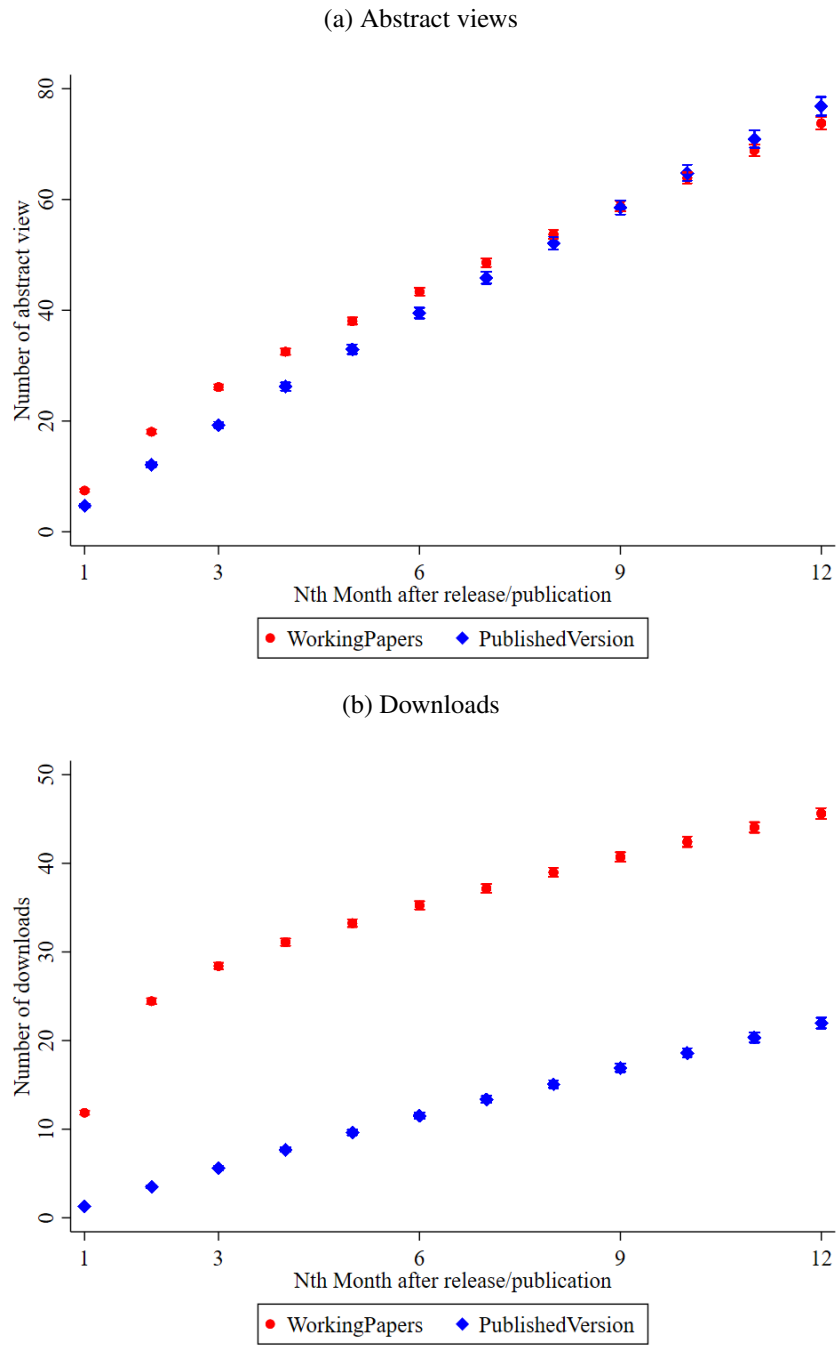 (a) Abstract views
Number of abstract view
80
60
40
20
0
1 3 6 9 12
Nth Month after release/publication
WorkingPapers PublishedVersion
(b) Downloads
Number of downloads
50
40
30
20
10
0
1 3 6 9 12
Nth Month after release/publication
WorkingPapers PublishedVersion